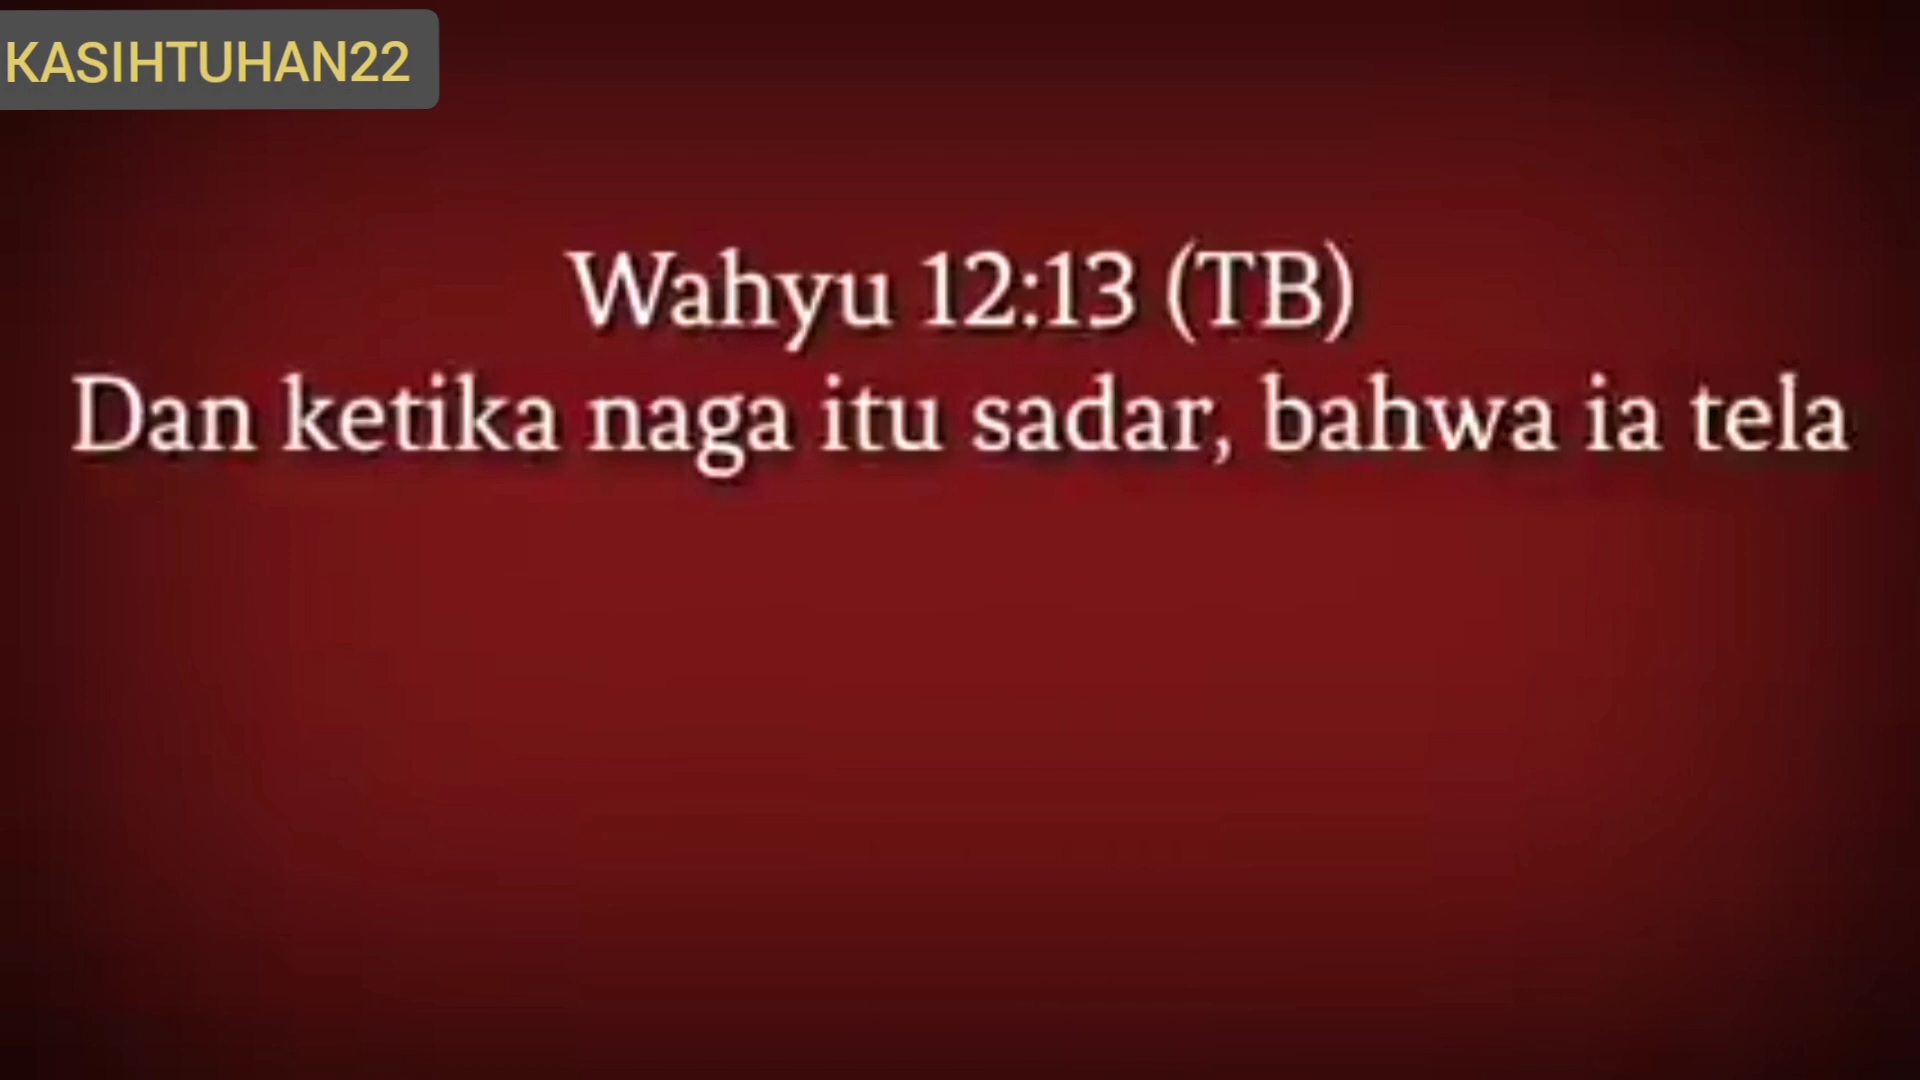 KASIHTUHAN22
Wahyu 12:13 (TB)
Dan ketika naga itu sadar, bahwa ia tela